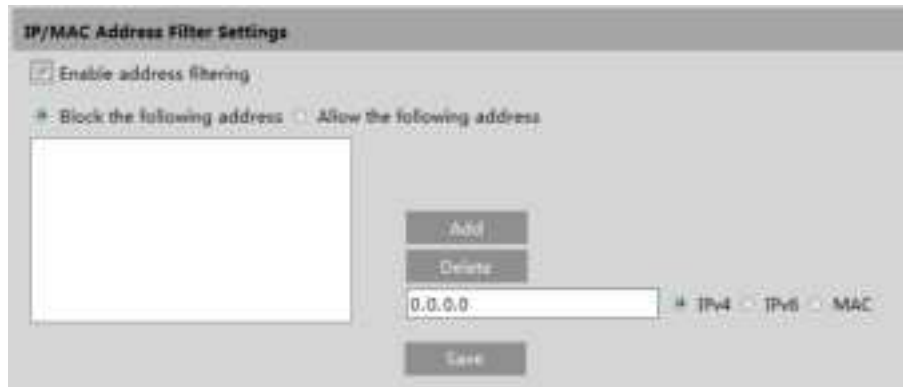 IP/MAC Address Filter Settings
Enable address filtering
Block the following address Allow the following address
Add
Delete
0.0.0.0 IPv4 IPv6 MAC
Save